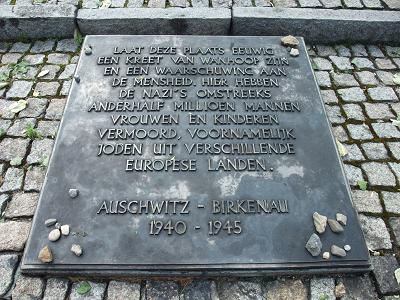 LAAT DEZE PLAATS EEUWIG
EEN KREET VAN WANHOOP ZIJN
EN EEN WAARSCHUWING AAN
DE MENSHEID. HIER HEBBEN
DE NAZI'S OMSTREEKS
ANDERHALF MILLIOEN MANNEN
VROUWEN EN KINDEREN
VERMOORD, VOORNAMELIJK
JODEN UIT VERSCHILLENDE
EUROPESE LANDEN.
AUSCHWITZ - BIRKENAU
1940 - 1945